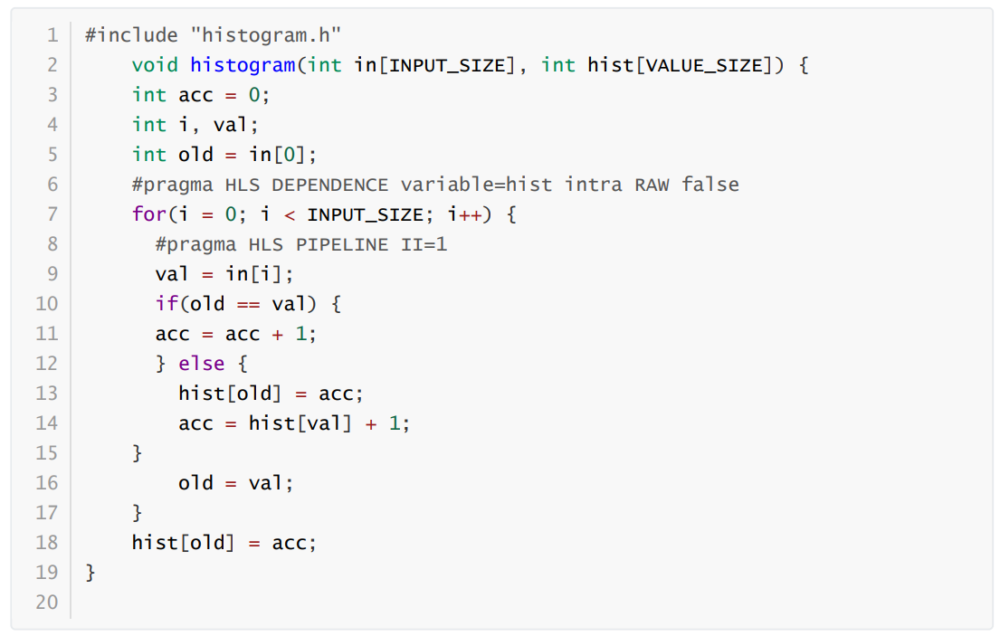 1 #include "histogram.h"
2     void histogram(int in[INPUT_SIZE], int hist[VALUE_SIZE]) {
3     int acc = 0;
4     int i, val;
5     int old = in[0];
6     #pragma HLS DEPENDENCE variable=hist intra RAW false
7     for(i = 0; i < INPUT_SIZE; i++) {
8       #pragma HLS PIPELINE II=1
9       val = in[i];
10       if(old == val) {
11       acc = acc + 1;
12       } else {
13         hist[old] = acc;
14         acc = hist[val] + 1;
15     }
16         old = val;
17     }
18     hist[old] = acc;
19 }
20